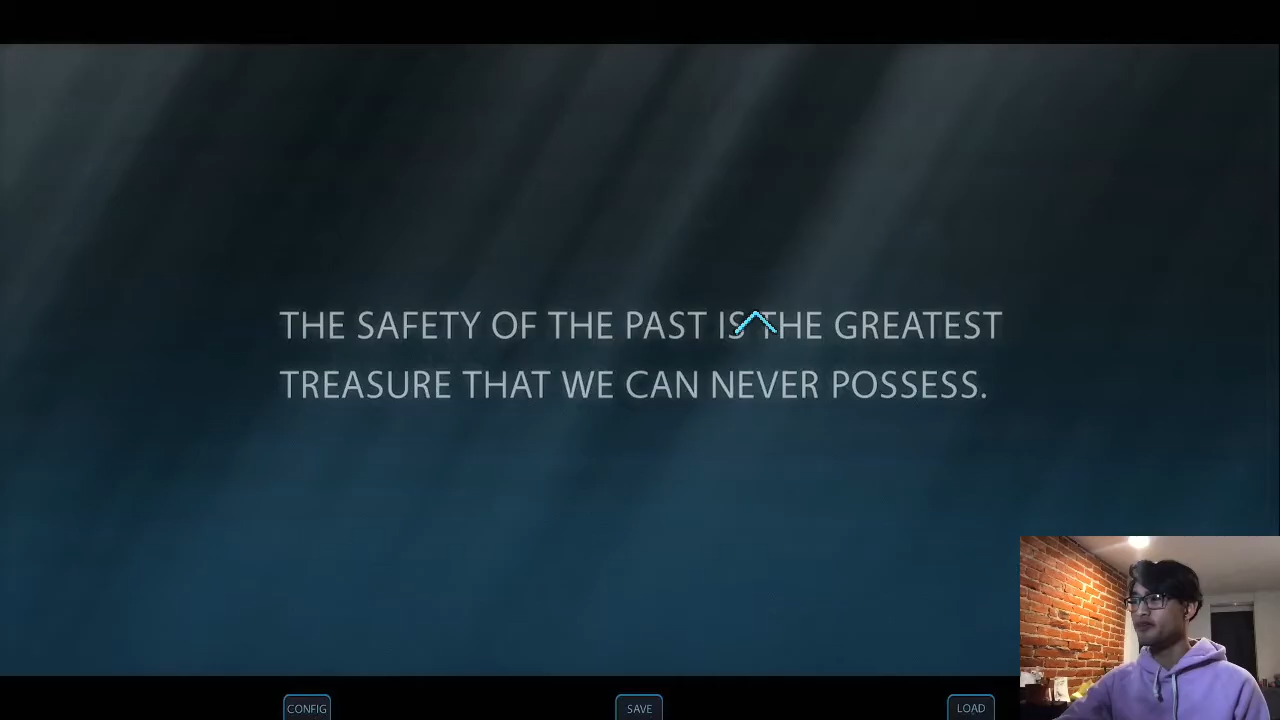 THE SAFETY OF THE PAST IS THE GREATEST
TREASURE THAT WE CAN NEVER POSSESS.
CONFIG
SAVE
LOAD